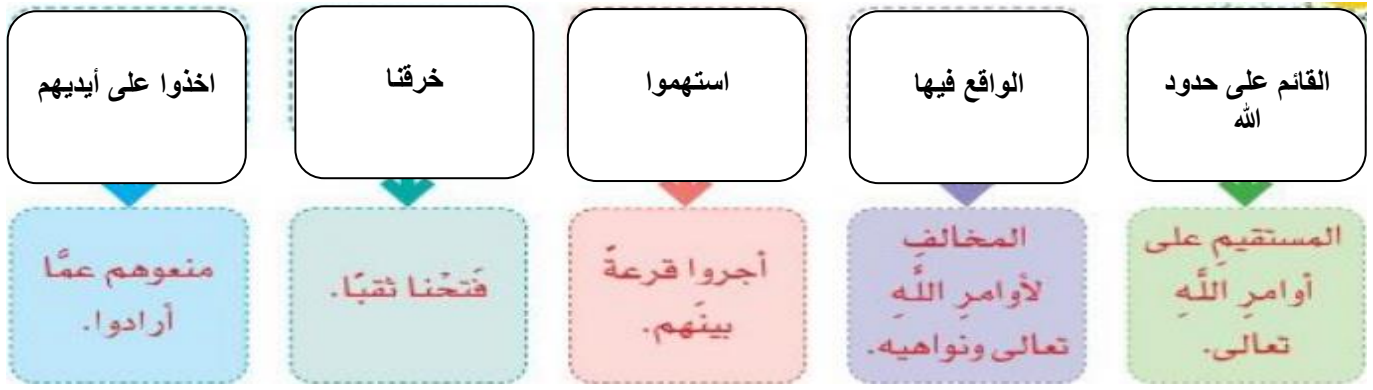 القائم على حدود
الله
الواقع فيها
استهموا
خرقنا
اخذوا على أيديهم
المستقيمِ على
أوامرِ اللَّهِ
تعالى.
المخالفِ
لأوامرِ اللَّهِ
تعالى ونواهيه.
أجروا قرعةً
بينَهم.
فَتحْنا ثقبًا.
منعوهم عمَّا
أرادوا.